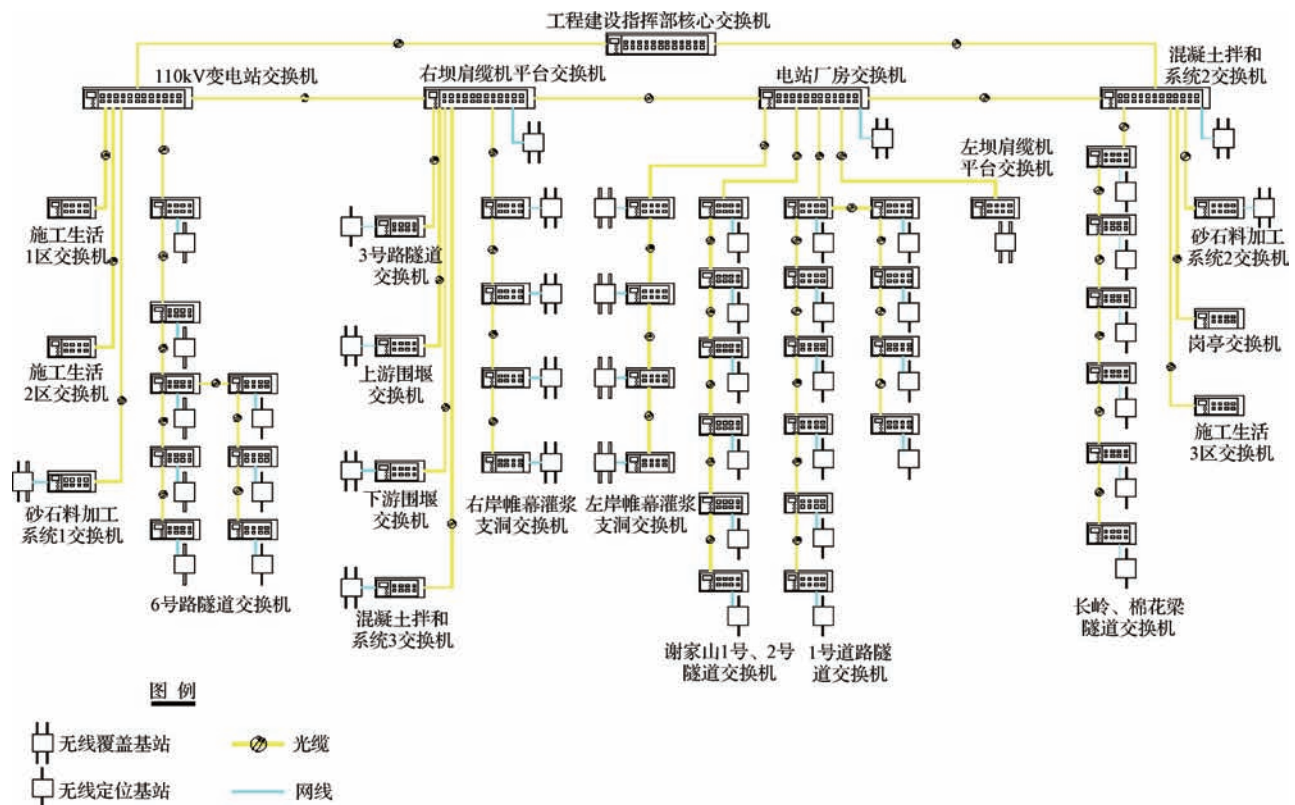 工程建设指挥部核心交换机
110kV变电站交换机
右坝肩缆机平台交换机
电站厂房交换机
混凝土拌和
系统2交换机
左坝肩缆机
平台交换机
施工生活
1区交换机
3号路隧道
交换机
砂石料加工
系统2交换机
施工生活
2区交换机
上游围堰
交换机
岗亭交换机
施工生活
3区交换机
砂石料加工
系统1交换机
下游围堰
交换机
右岸帷幕灌浆
支洞交换机
左岸帷幕灌浆
支洞交换机
6号路隧道交换机
混凝土拌和
系统3交换机
谢家山1号、2号
隧道交换机
1号道路隧
道交换机
长岭、棉花梁
隧道交换机
图 例
无线覆盖基站
光缆
无线定位基站
网线